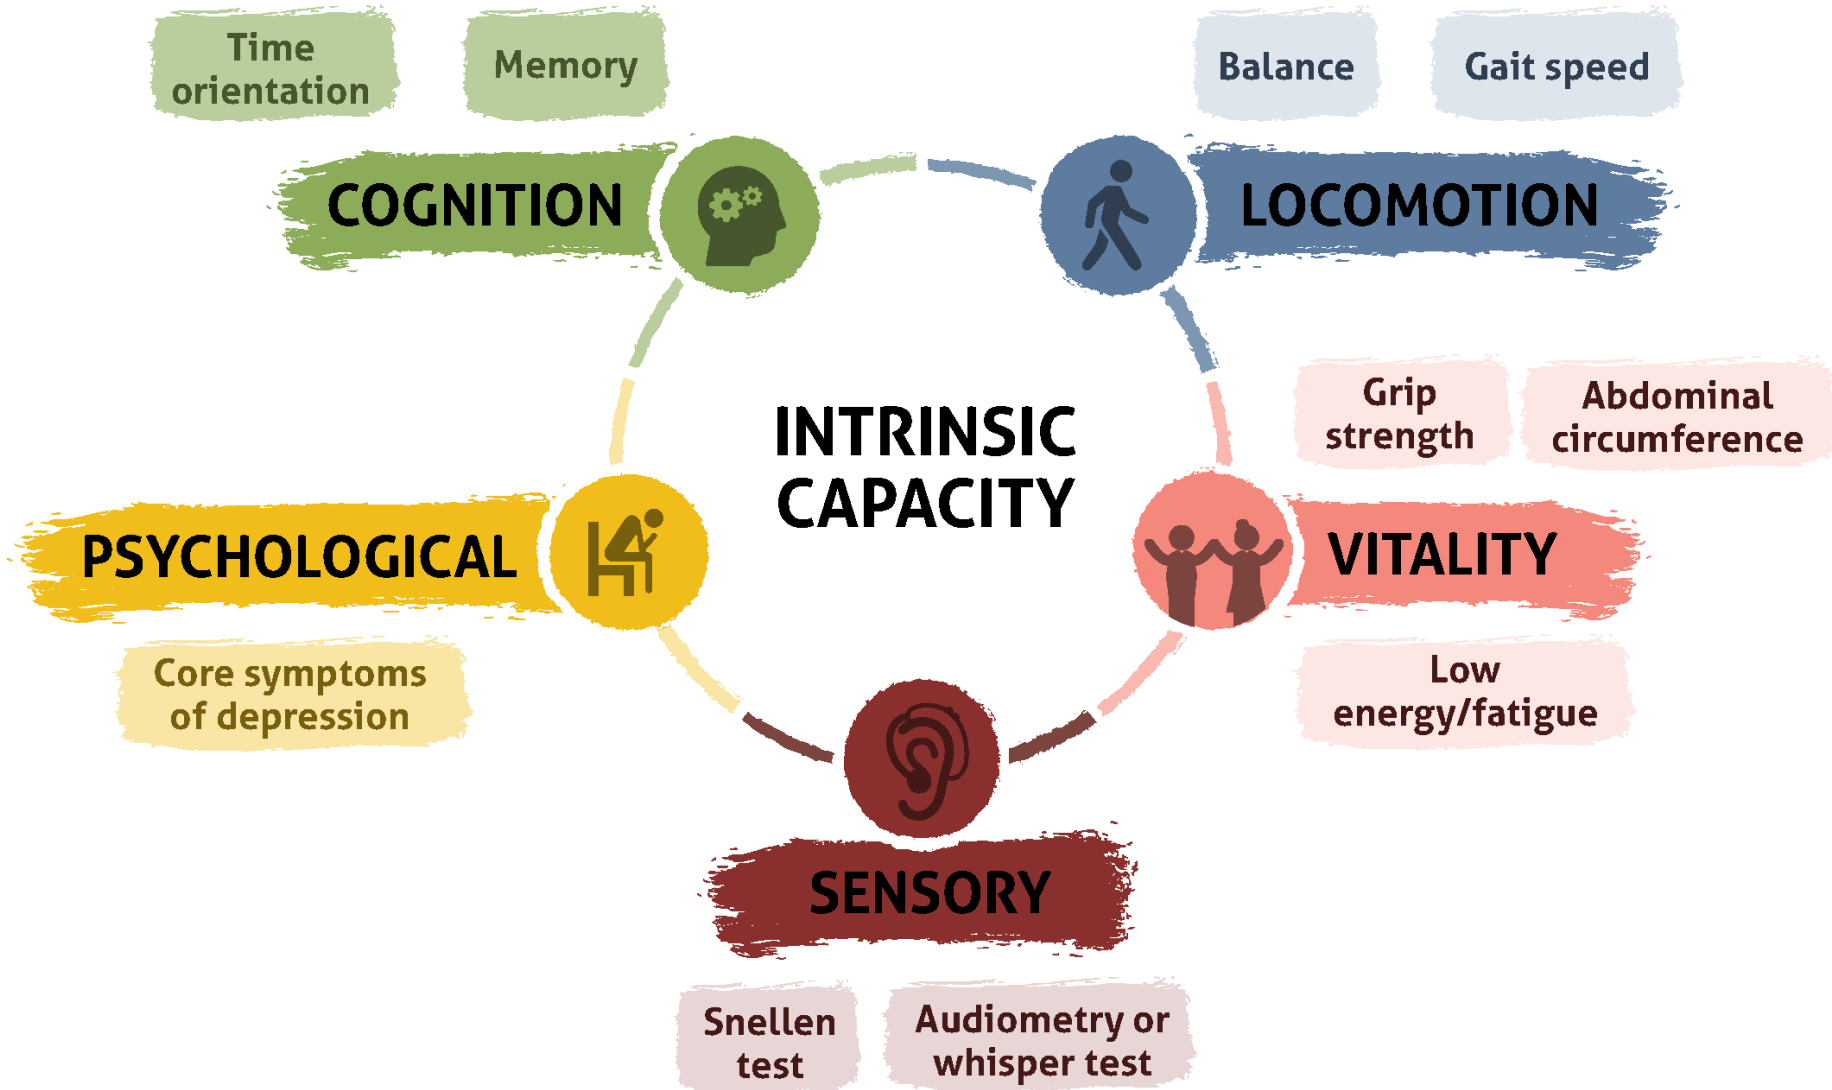 Time
orientation
Memory
COGNITION
Balance
Gait speed
LOCOMOTION
INTRINSIC
CAPACITY
Grip
strength
Abdominal
circumference
VITALITY
Low
energy/fatigue
PSYCHOLOGICAL
Core symptoms
of depression
SENSORY
Snellen
test
Audiometry or
whisper test